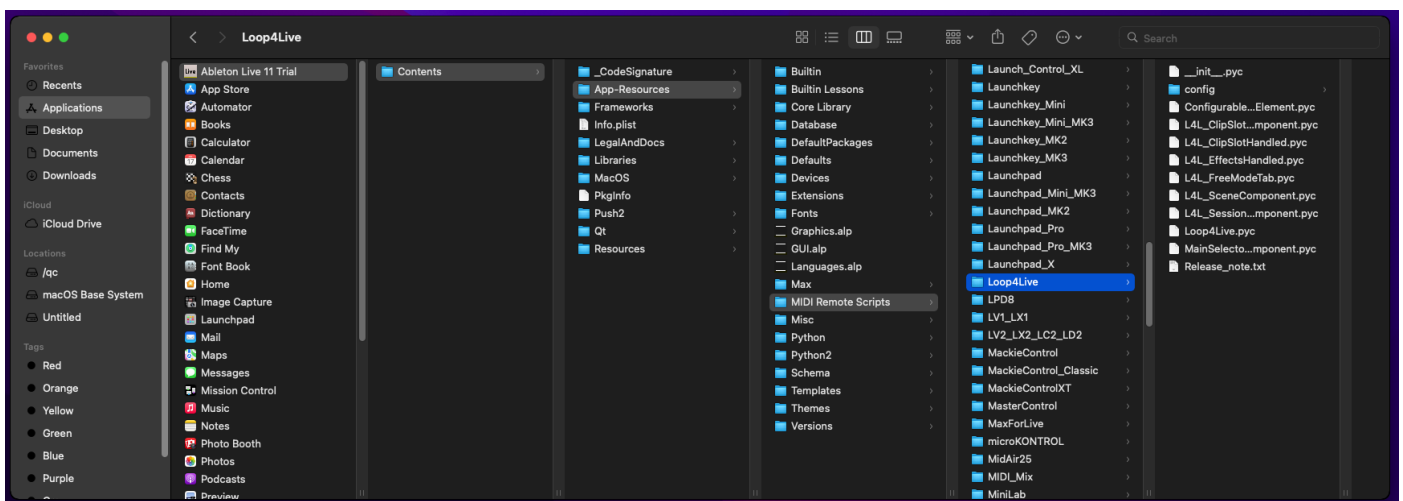 Loop4Live
Search
Favorites
Recents
Applications
Desktop
Documents
Downloads
iCloud
iCloud Drive
Locations
/qc
macOS Base System
Untitled
Tags
Red
Orange
Yellow
Green
Blue
Purple
Ableton Live 11 Trial
App Store
Automator
Books
Calculator
Calendar
Chess
Contacts
Dictionary
FaceTime
Find My
Font Book
Home
Image Capture
Launchpad
Mail
Maps
Messages
Mission Control
Music
Notes
Photo Booth
Photos
Podcasts
Preview
Contents
_CodeSignature
App-Resources
Frameworks
Info.plist
LegalAndDocs
Libraries
MacOS
PkgInfo
Push2
Qt
Resources
Builtin
Builtin Lessons
Core Library
Database
DefaultPackages
Defaults
Devices
Extensions
Fonts
Graphics.alp
GUI.alp
Languages.alp
Max
MIDI Remote Scripts
Misc
Python
Python2
Schema
Templates
Themes
Versions
Launch_Control_XL
Launchkey
Launchkey_Mini
Launchkey_Mini_MK3
Launchkey_MK2
Launchkey_MK3
Launchpad
Launchpad_Mini_MK3
Launchpad_MK2
Launchpad_Pro
Launchpad_Pro_MK3
Launchpad_X
Loop4Live
LPD8
LV1_LX1
LV2_LX2_LC2_LD2
MackieControl
MackieControl_Classic
MackieControlXT
MasterControl
MaxForLive
microKONTROL
MidAir25
MIDI_Mix
MiniLab
__init__.pyc
config
Configurable...Element.pyc
L4L_ClipSlot...mponent.pyc
L4L_ClipSlotHandled.pyc
L4L_EffectsHandled.pyc
L4L_FreeModeTab.pyc
L4L_SceneComponent.pyc
L4L_Session...mponent.pyc
Loop4Live.pyc
MainSelecto...mponent.pyc
Release_note.txt